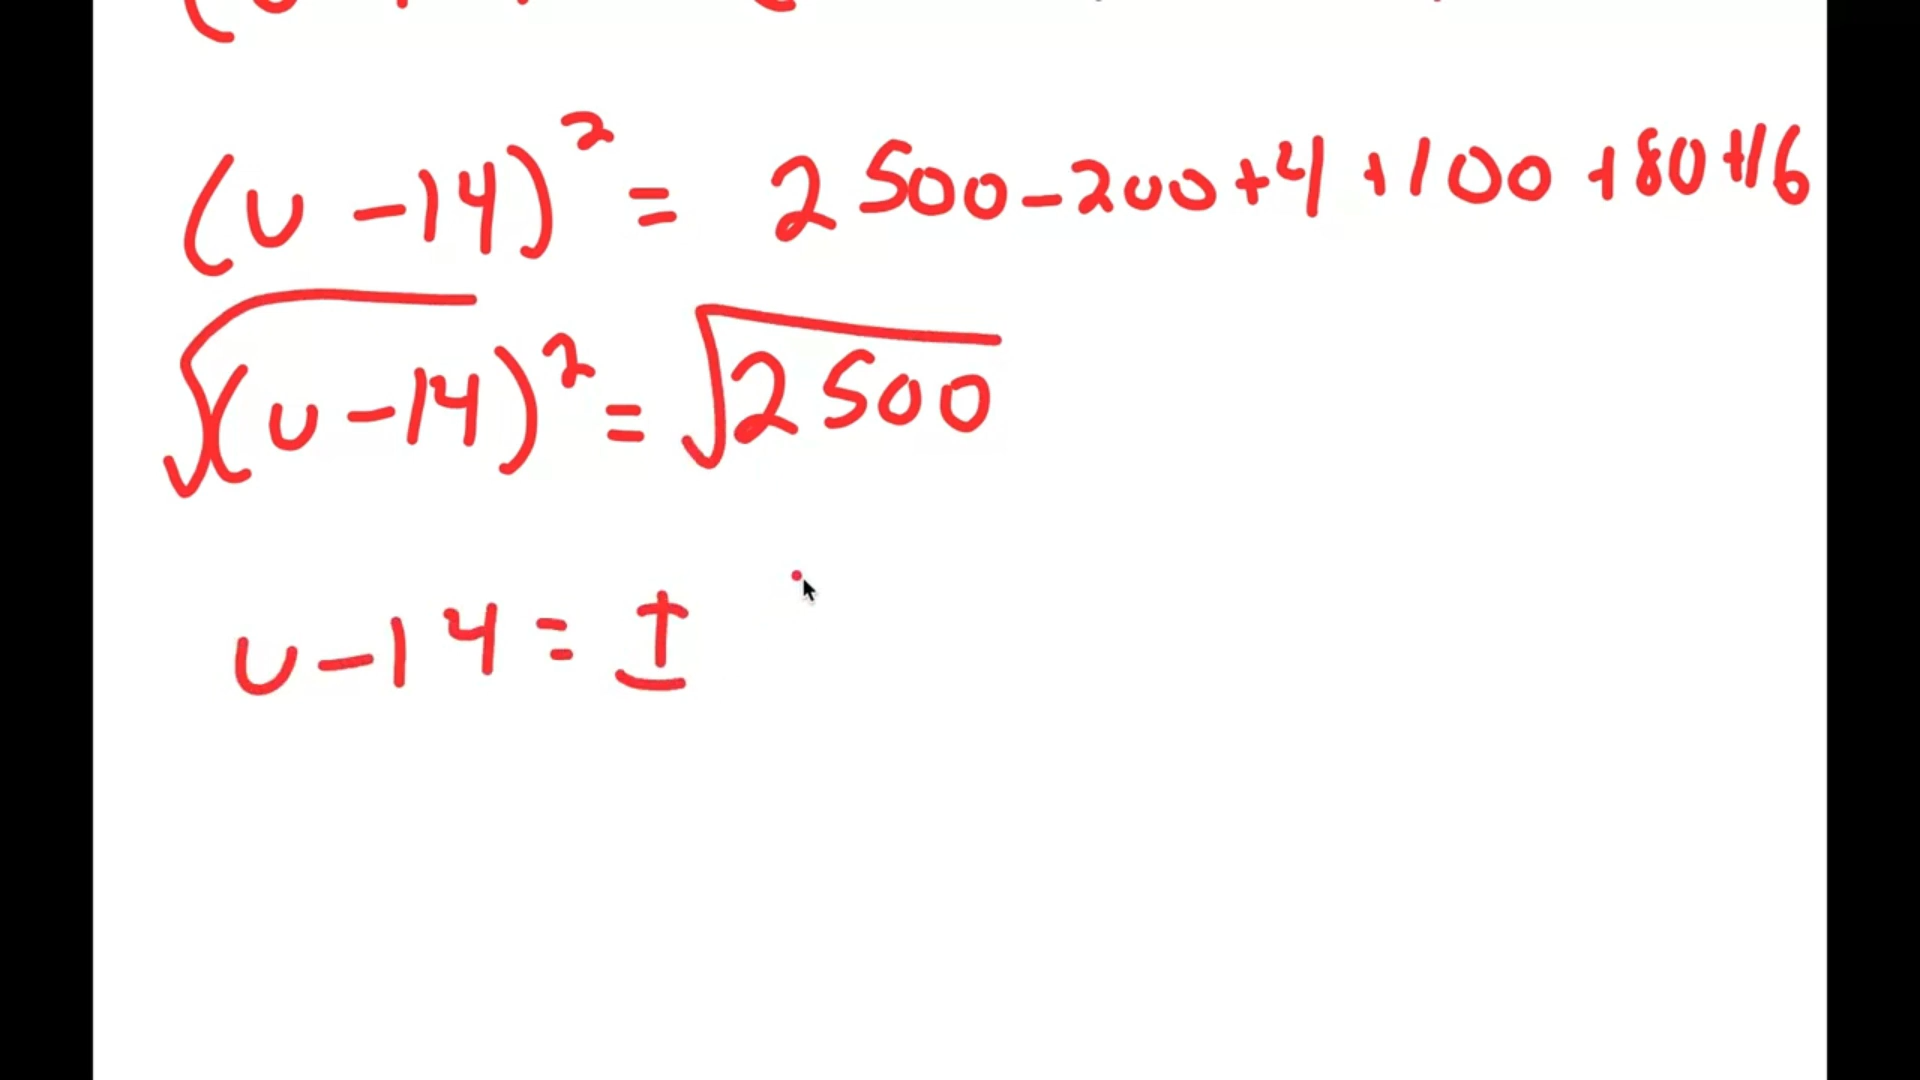 (u - 14)² = 2500 - 200 + 4 + 100 + 80 + 16
√(u - 14)² = √2500
u - 14 = ±